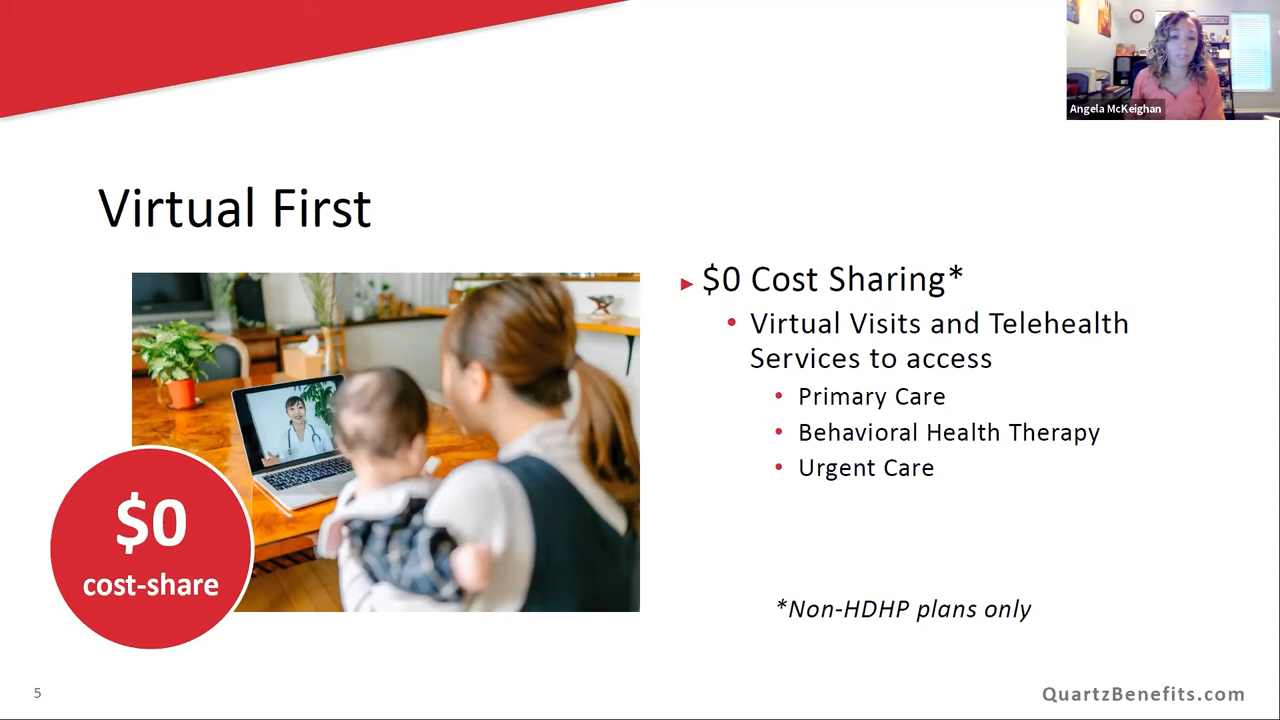 Angela McKeighan
Virtual First
► $0 Cost Sharing*
• Virtual Visits and Telehealth
Services to access
• Primary Care
• Behavioral Health Therapy
• Urgent Care
$0
cost-share
*Non-HDHP plans only
5
QuartzBenefits.com